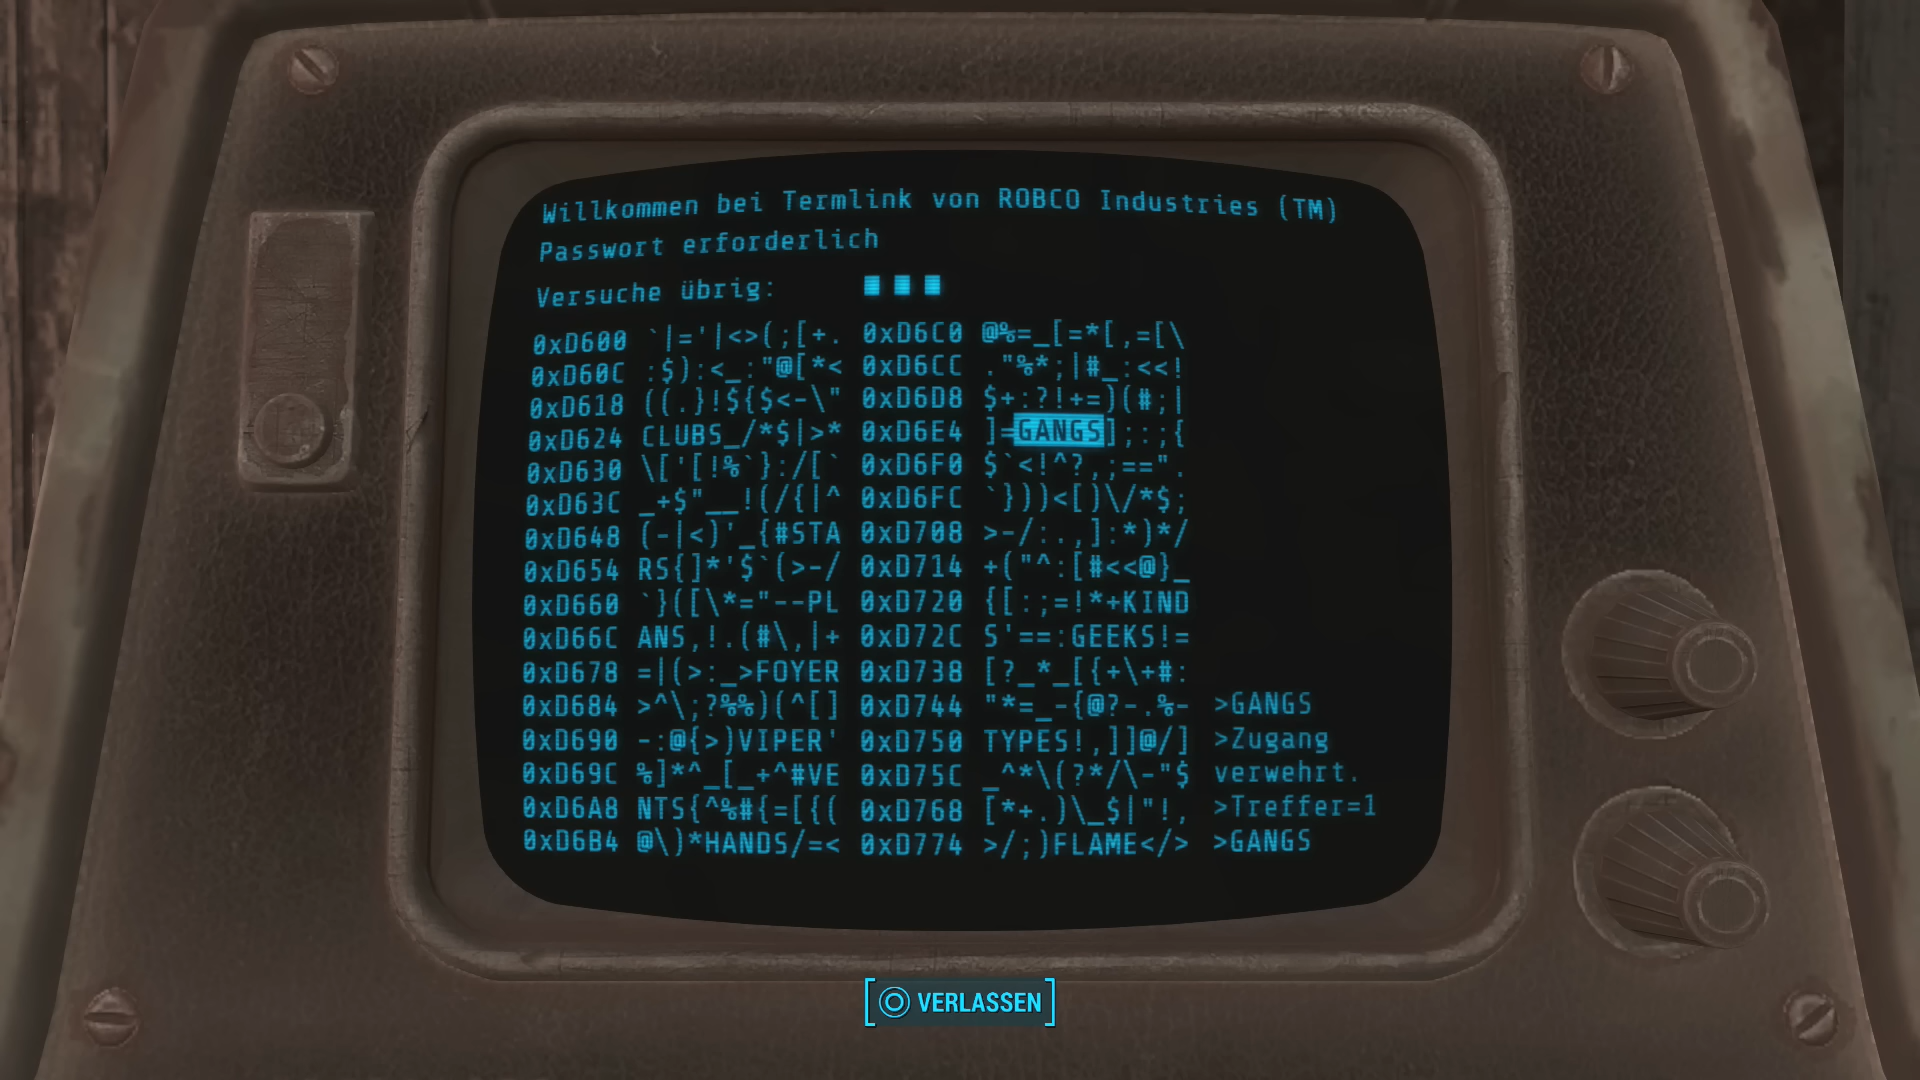 Willkommen bei Termlink von ROBCO Industries (TM)
Passwort erforderlich
Versuche übrig:
0xD600 `|='|<>(;[+. 0xD6C0 @%=_[=*[,=[\
0xD60C :$):<_:"@[*< 0xD6CC ."%*;|#_:<<!
0xD618 ((.}!${$<-\" 0xD6D8 $+:?!+=)(#;|
0xD624 CLUBS_/*$|>* 0xD6E4 ]=GANGS];:;{
0xD630 \['[!%`}:/[` 0xD6F0 $`<!^?,;==".
0xD63C _+$"__!(/{|^ 0xD6FC `}))<[)\/*$;
0xD648 (-|<)'_{#STA 0xD708 >-/:.,]:*)*/
0xD654 RS{]*'$`(>-/ 0xD714 +("^:[#<<@}_
0xD660 `}([\*="--PL 0xD720 {[:;=!*+KIND
0xD66C ANS,!.(#\,|+ 0xD72C S'==:GEEKS!=
0xD678 =|(>:_>FOYER 0xD738 [?_*_[{+\+#:
0xD684 >^\;?%%)(^[] 0xD744 "*=_-{@?-.%- >GANGS
0xD690 -:@{>)VIPER' 0xD750 TYPES!,]]@/] >Zugang
0xD69C %]*^_[_+^#VE 0xD75C _^*\(?*/\-"$ verwehrt.
0xD6A8 NTS{^%#{=[{( 0xD768 [*+.)\_$|"!, >Treffer=1
0xD6B4 @\)*HANDS/=< 0xD774 >/;)FLAME</> >GANGS
VERLASSEN